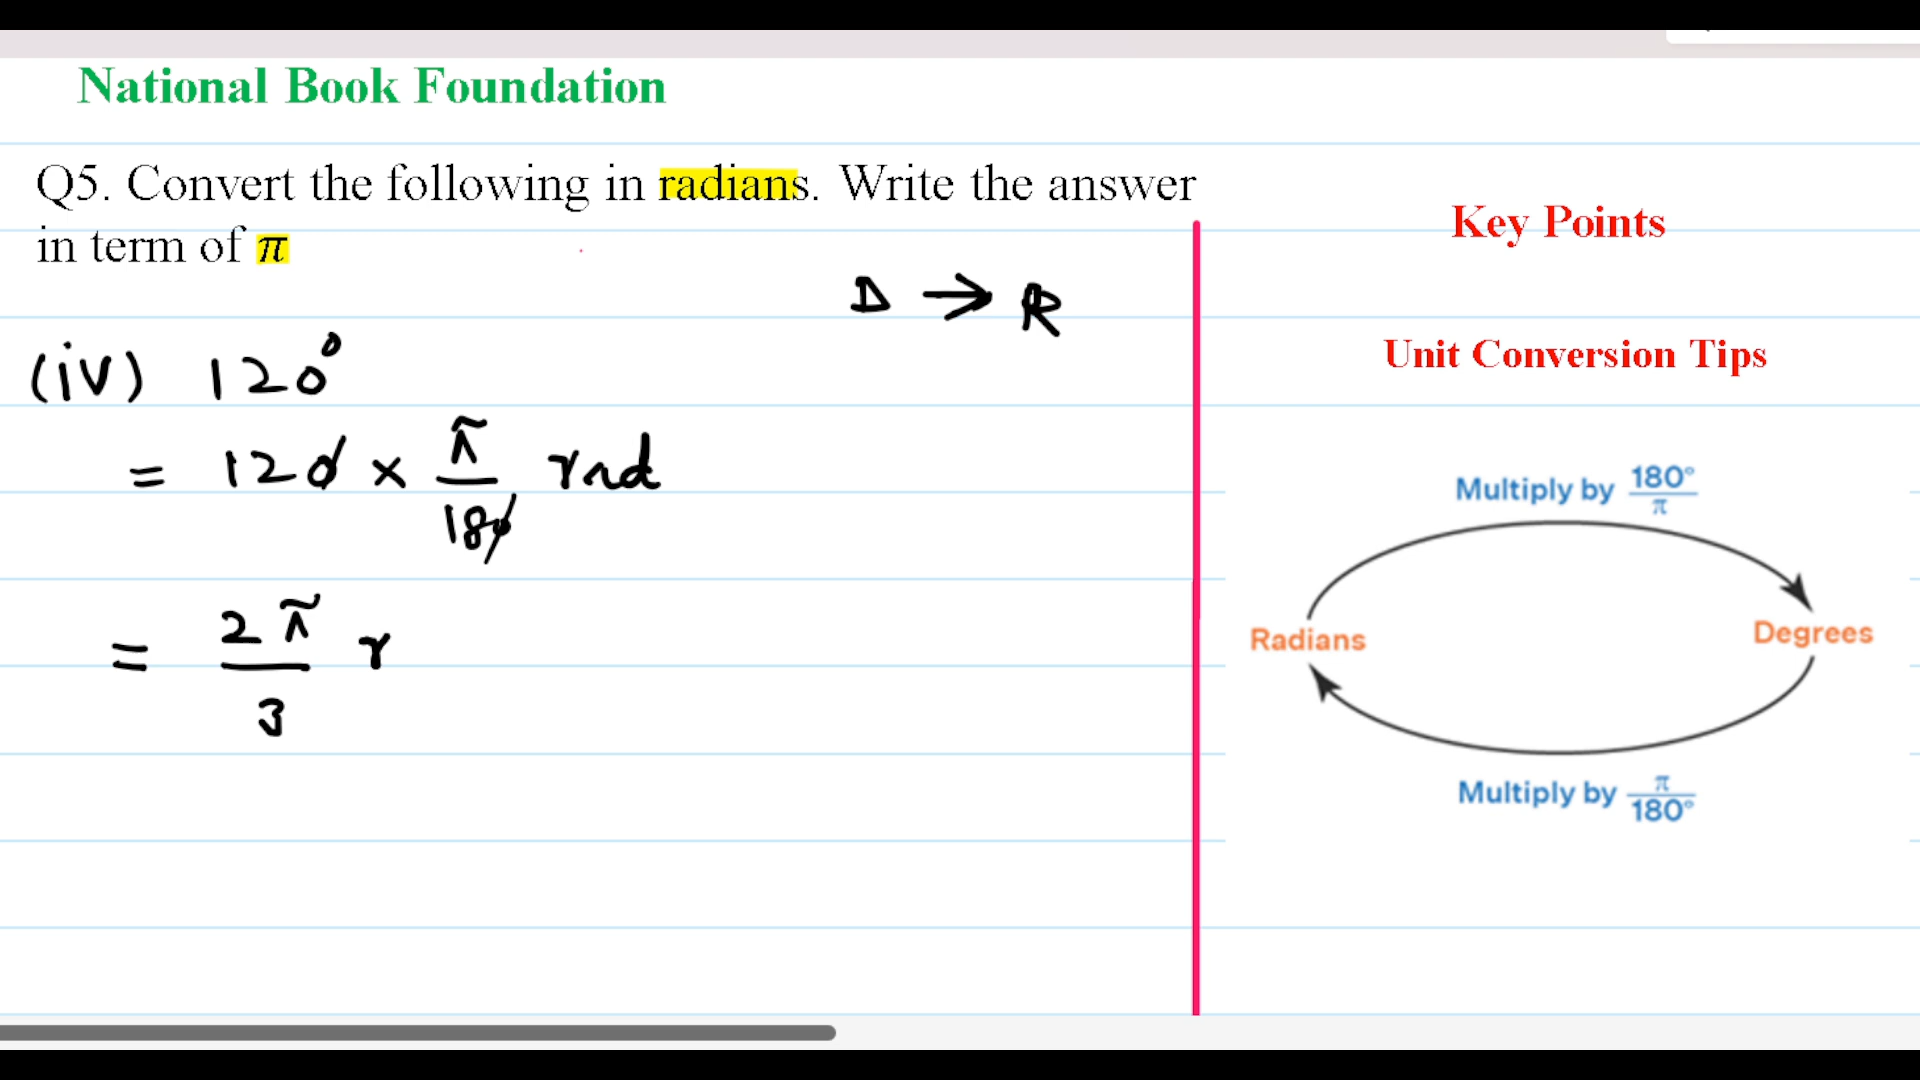 National Book Foundation
Q5. Convert the following in radians. Write the answer
in term of π
D → R
(iv) 120°
= 120 × π/180 rad
= 2π/3 r
Key Points
Unit Conversion Tips
Multiply by 180°/π
Radians
Degrees
Multiply by π/180°